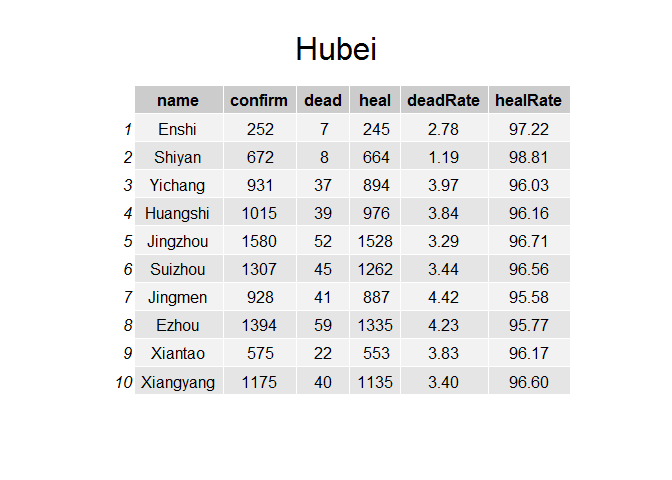 Hubei
name confirm dead heal deadRate healRate
1 Enshi 252 7 245 2.78 97.22
2 Shiyan 672 8 664 1.19 98.81
3 Yichang 931 37 894 3.97 96.03
4 Huangshi 1015 39 976 3.84 96.16
5 Jingzhou 1580 52 1528 3.29 96.71
6 Suizhou 1307 45 1262 3.44 96.56
7 Jingmen 928 41 887 4.42 95.58
8 Ezhou 1394 59 1335 4.23 95.77
9 Xiantao 575 22 553 3.83 96.17
10 Xiangyang 1175 40 1135 3.40 96.60